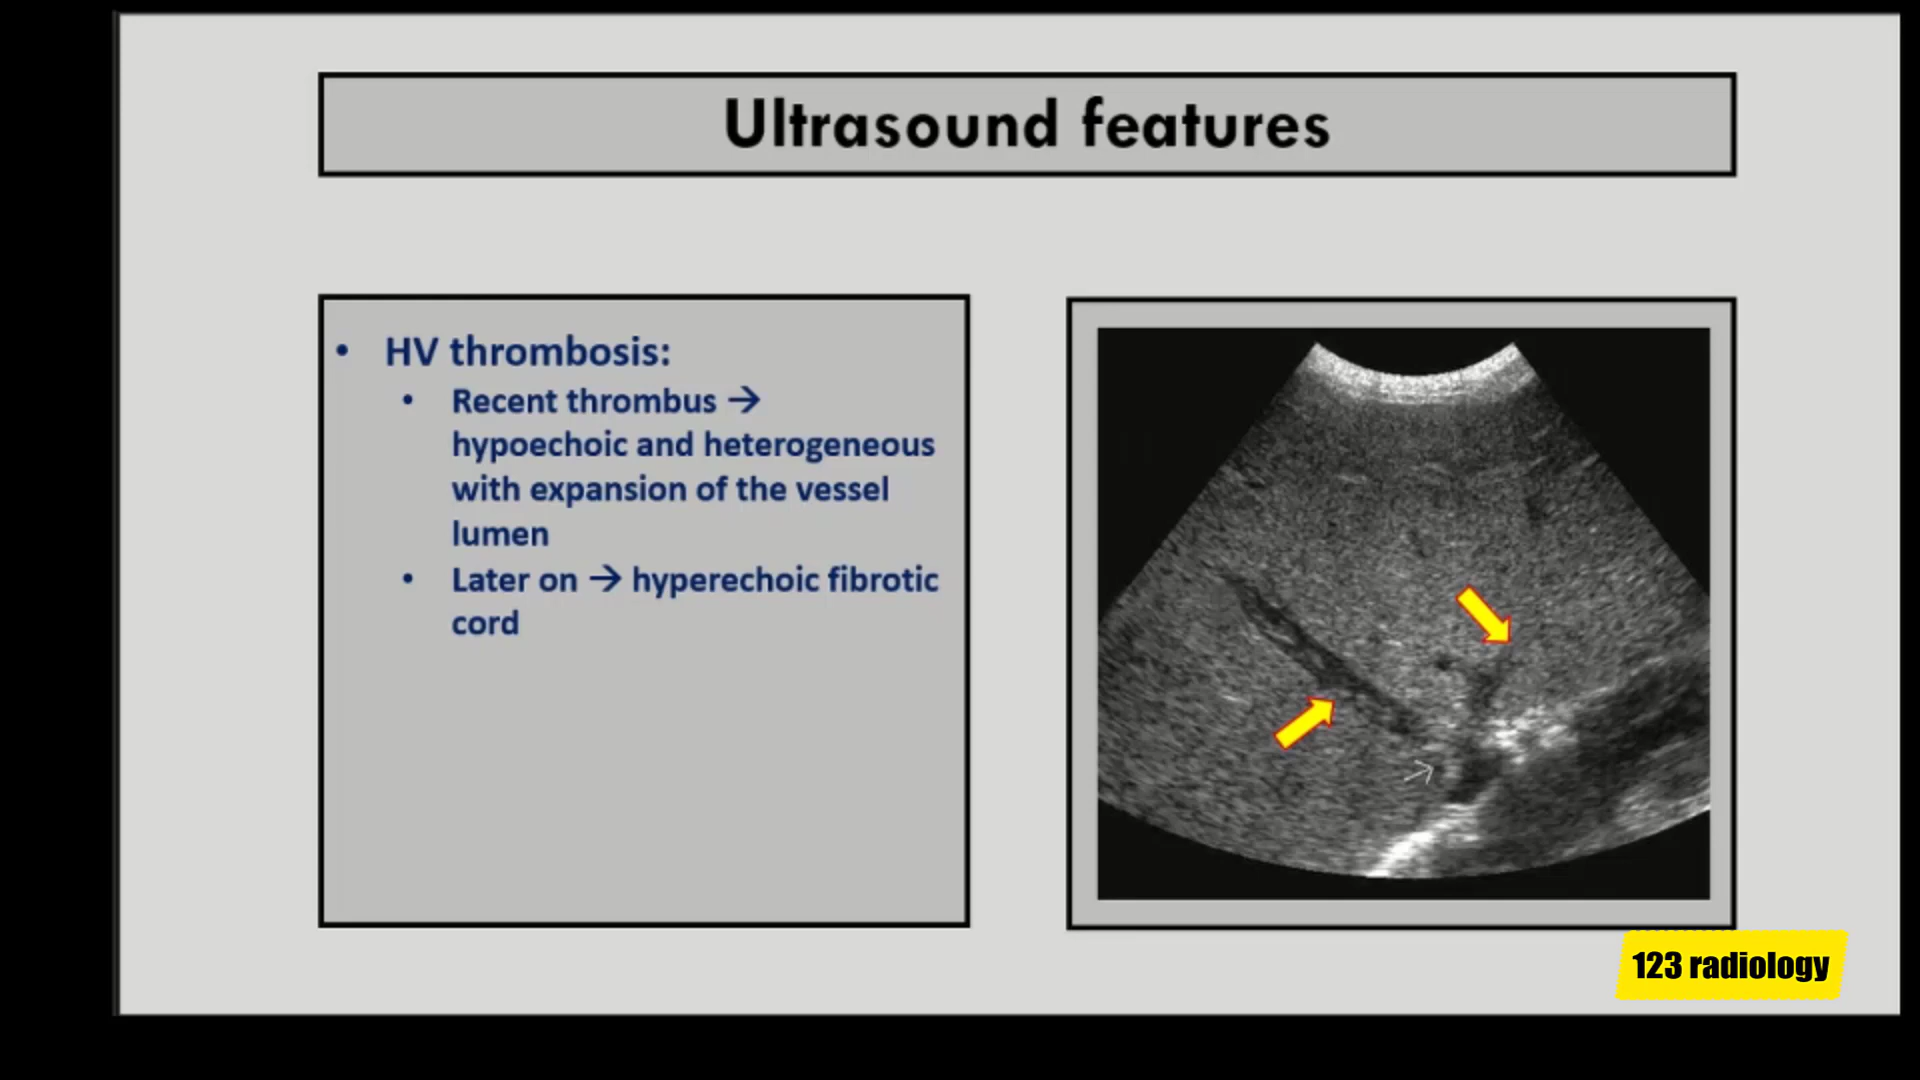 Ultrasound features
• HV thrombosis:
• Recent thrombus →
hypoechoic and heterogeneous
with expansion of the vessel
lumen
• Later on → hyperechoic fibrotic
cord
123 radiology